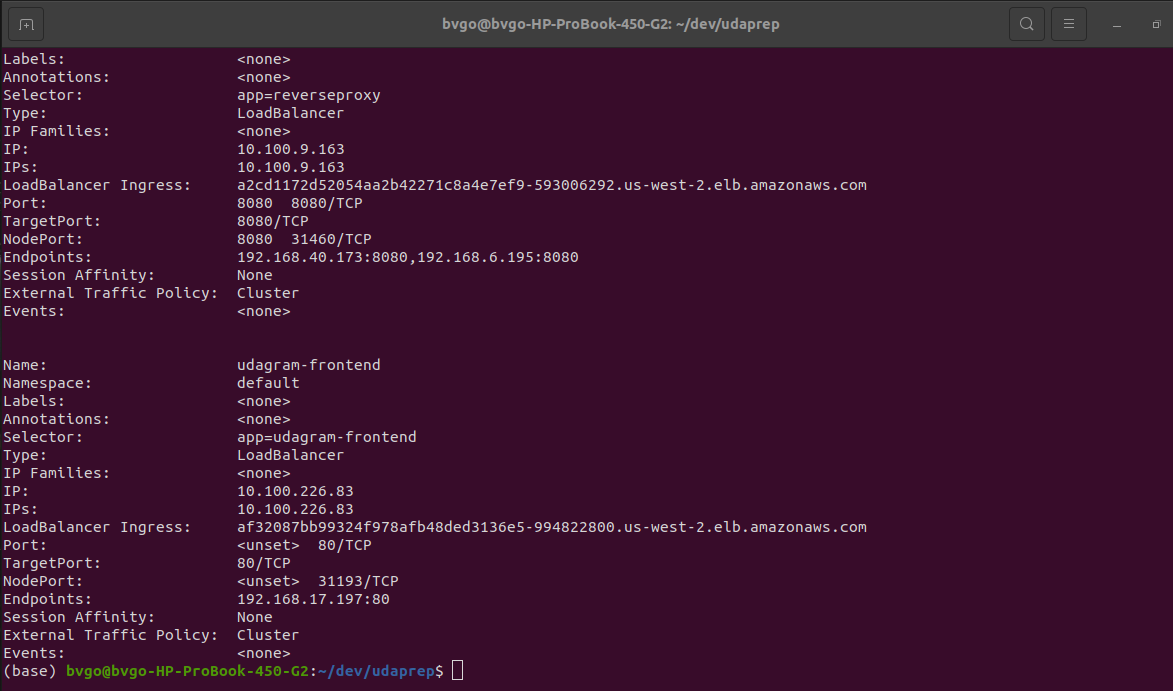 bvgo@bvgo-HP-ProBook-450-G2: ~/dev/udaprep
Labels:                   <none>
Annotations:              <none>
Selector:                 app=reverseproxy
Type:                     LoadBalancer
IP Families:              <none>
IP:                       10.100.9.163
IPs:                      10.100.9.163
LoadBalancer Ingress:     a2cd1172d52054aa2b42271c8a4e7ef9-593006292.us-west-2.elb.amazonaws.com
Port:                     8080  8080/TCP
TargetPort:               8080/TCP
NodePort:                 8080  31460/TCP
Endpoints:                192.168.40.173:8080,192.168.6.195:8080
Session Affinity:         None
External Traffic Policy:  Cluster
Events:                   <none>
Name:                     udagram-frontend
Namespace:                default
Labels:                   <none>
Annotations:              <none>
Selector:                 app=udagram-frontend
Type:                     LoadBalancer
IP Families:              <none>
IP:                       10.100.226.83
IPs:                      10.100.226.83
LoadBalancer Ingress:     af32087bb99324f978afb48ded3136e5-994822800.us-west-2.elb.amazonaws.com
Port:                     <unset>  80/TCP
TargetPort:               80/TCP
NodePort:                 <unset>  31193/TCP
Endpoints:                192.168.17.197:80
Session Affinity:         None
External Traffic Policy:  Cluster
Events:                   <none>
(base) bvgo@bvgo-HP-ProBook-450-G2:~/dev/udaprep$